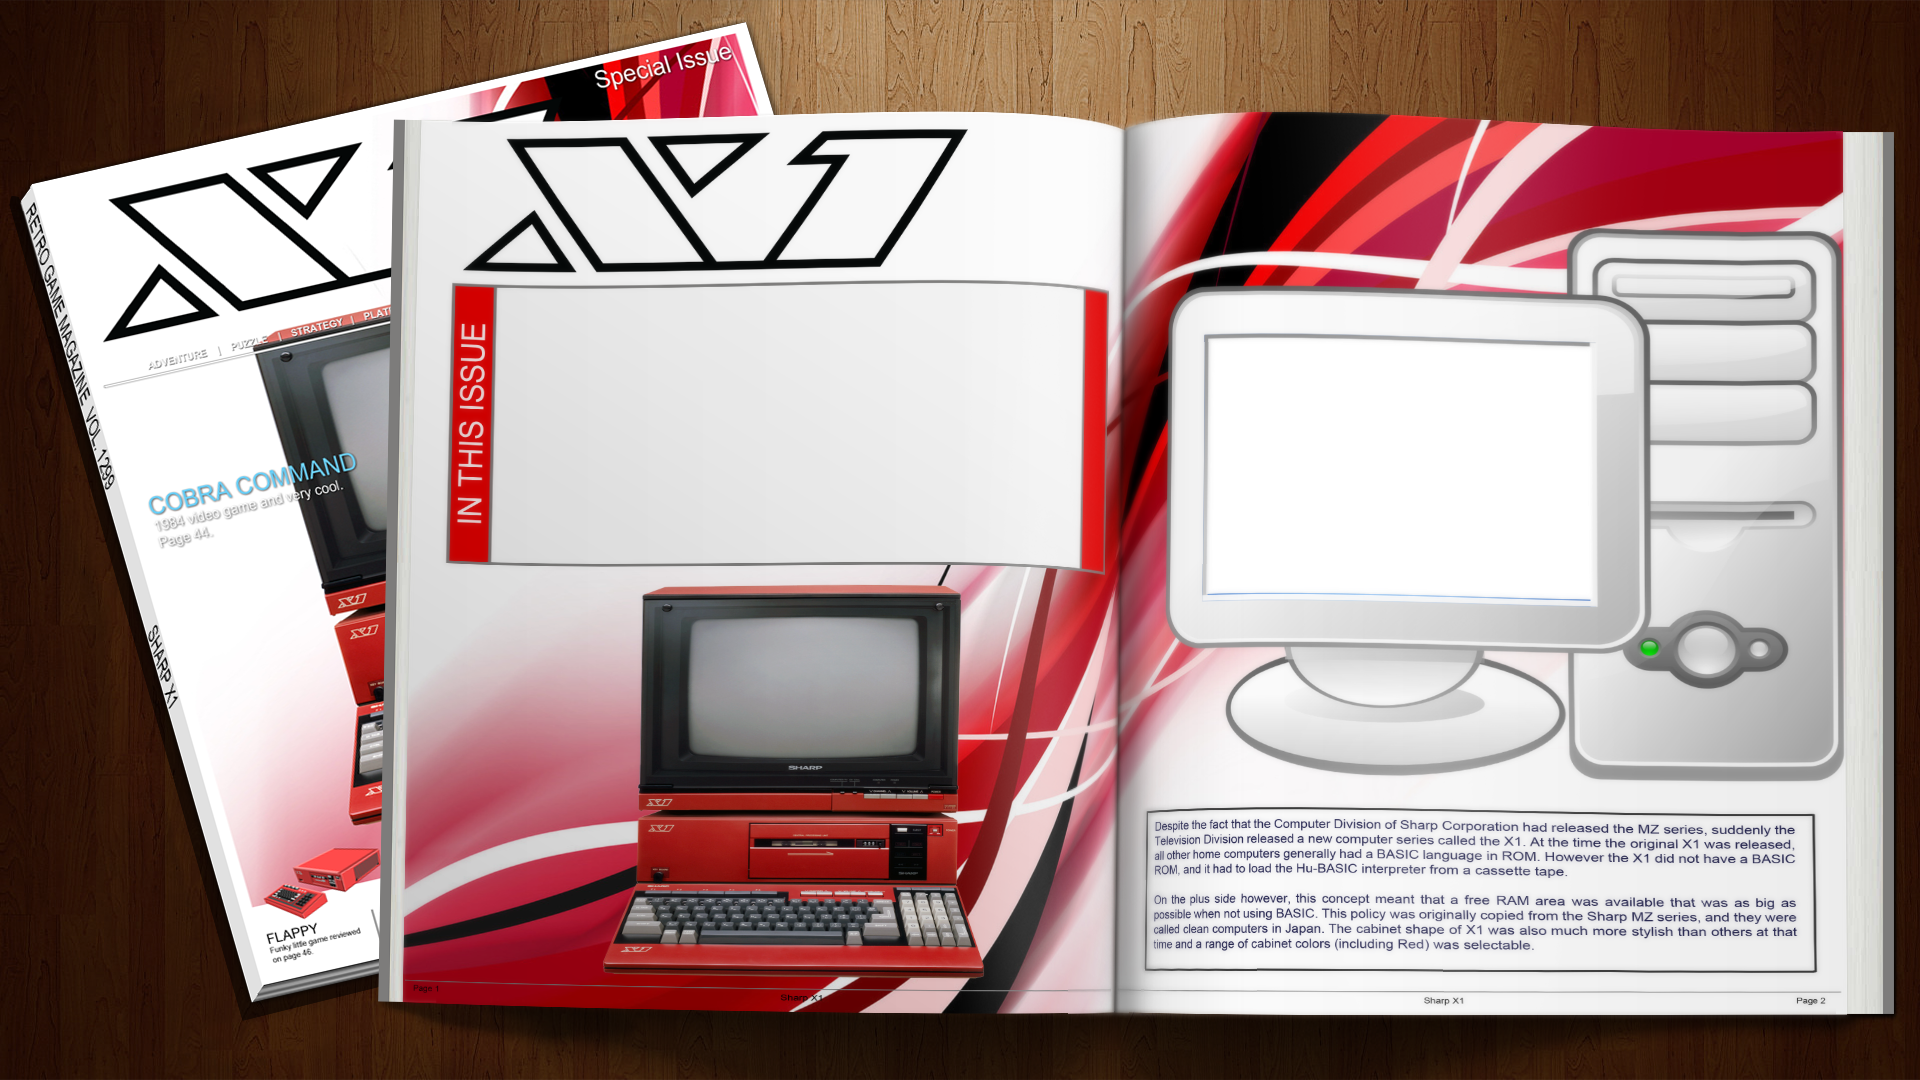 Special Issue
X1
RETRO GAME MAGAZINE VOL. 1299
SHARP X1
ADVENTURE | PUZZLE | STRATEGY | PLAT
COBRA COMMAND
1984 video game and very cool.
Page 44.
X1
X1
FLAPPY
Funky little game reviewed
on page 46.
X1
IN THIS ISSUE
SHARP
X1
X1
X1
Page 1
Sharp X1
Despite the fact that the Computer Division of Sharp Corporation had released the MZ series, suddenly the
Television Division released a new computer series called the X1. At the time the original X1 was released,
all other home computers generally had a BASIC language in ROM. However the X1 did not have a BASIC
ROM, and it had to load the Hu-BASIC interpreter from a cassette tape.
On the plus side however, this concept meant that a free RAM area was available that was as big as
possible when not using BASIC. This policy was originally copied from the Sharp MZ series, and they were
called clean computers in Japan. The cabinet shape of X1 was also much more stylish than others at that
time and a range of cabinet colors (including Red) was selectable.
Sharp X1
Page 2